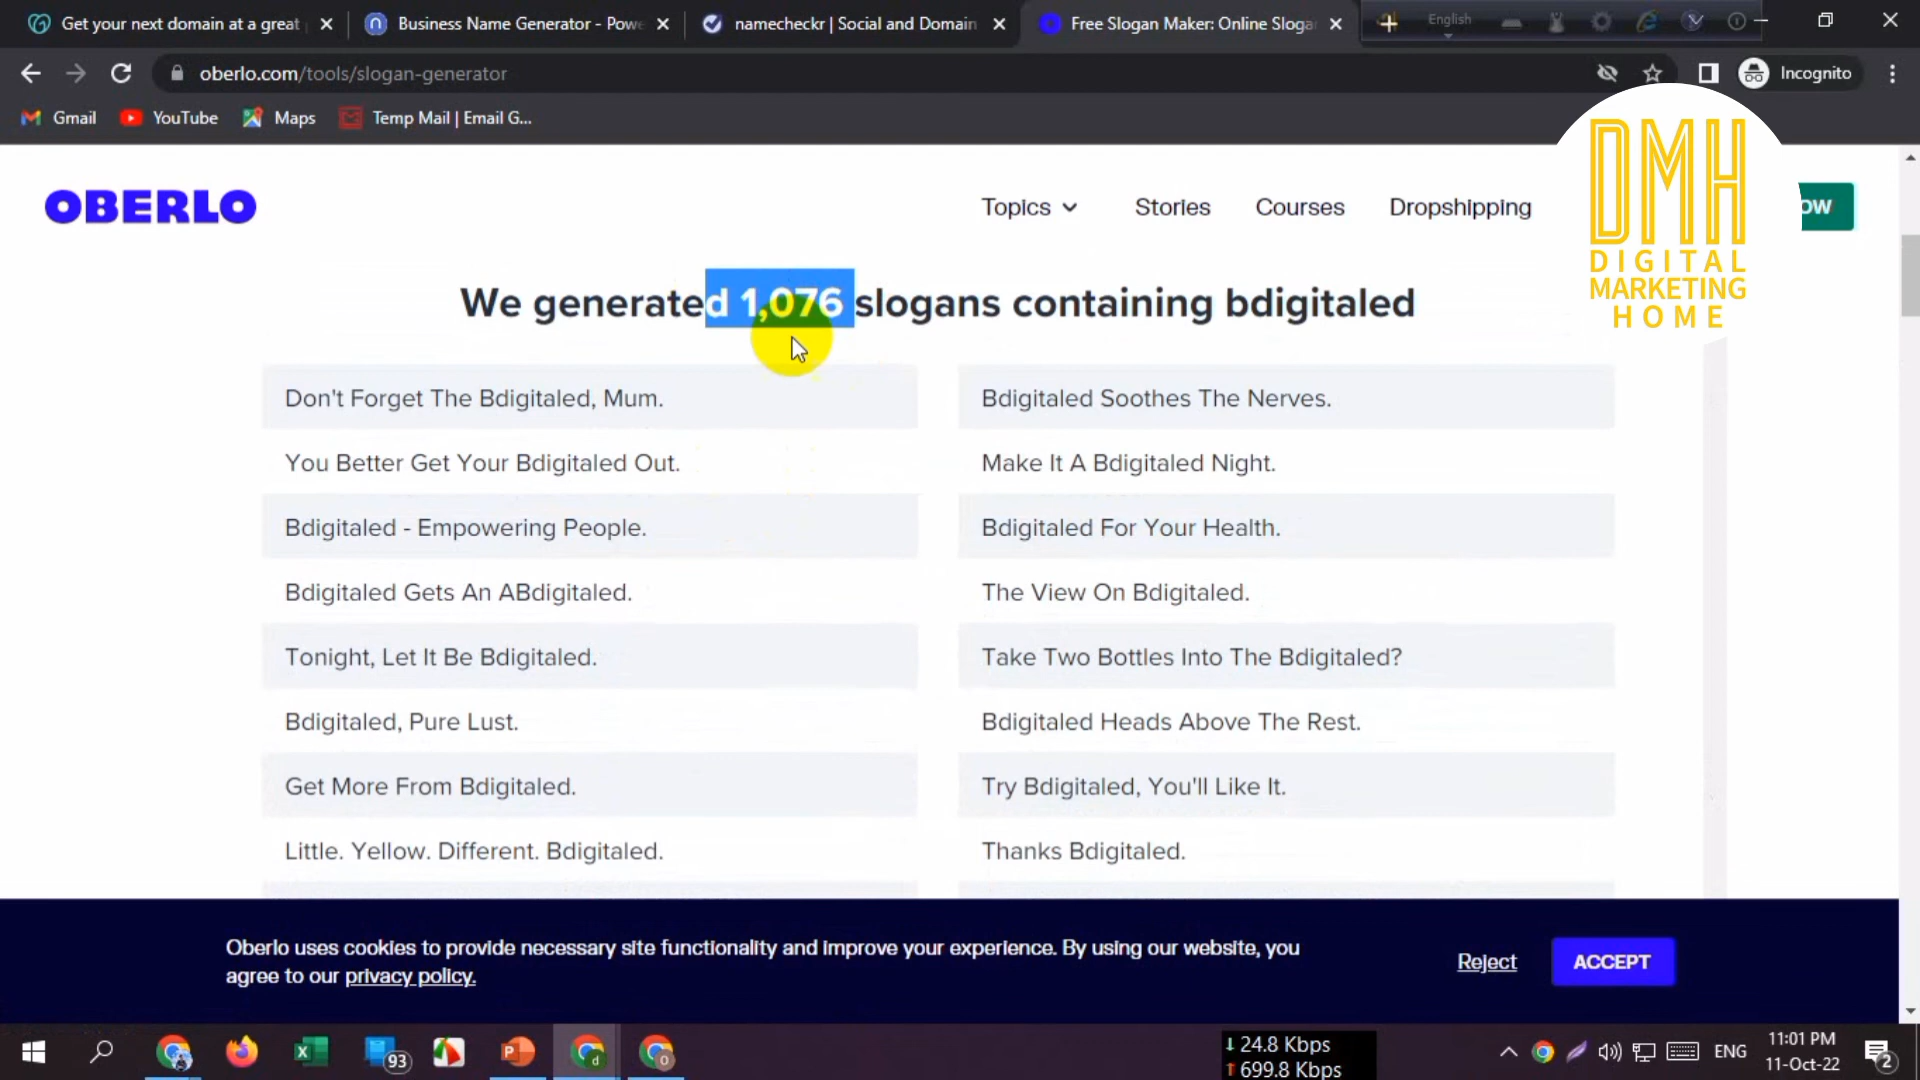 Get your next domain at a great
Business Name Generator - Powe
namecheckr | Social and Domain
Free Slogan Maker: Online Sloga
English
oberlo.com/tools/slogan-generator
Incognito
Gmail
YouTube
Maps
Temp Mail | Email G...
OBERLO
Topics
Stories
Courses
Dropshipping
OW
DMH
DIGITAL
MARKETING
HOME
We generated 1,076 slogans containing bdigitaled
Don't Forget The Bdigitaled, Mum.
Bdigitaled Soothes The Nerves.
You Better Get Your Bdigitaled Out.
Make It A Bdigitaled Night.
Bdigitaled - Empowering People.
Bdigitaled For Your Health.
Bdigitaled Gets An ABdigitaled.
The View On Bdigitaled.
Tonight, Let It Be Bdigitaled.
Take Two Bottles Into The Bdigitaled?
Bdigitaled, Pure Lust.
Bdigitaled Heads Above The Rest.
Get More From Bdigitaled.
Try Bdigitaled, You'll Like It.
Little. Yellow. Different. Bdigitaled.
Thanks Bdigitaled.
Oberlo uses cookies to provide necessary site functionality and improve your experience. By using our website, you
agree to our privacy policy.
Reject
ACCEPT
93
↓ 24.8 Kbps
↑ 699.8 Kbps
ENG
11:01 PM
11-Oct-22
2